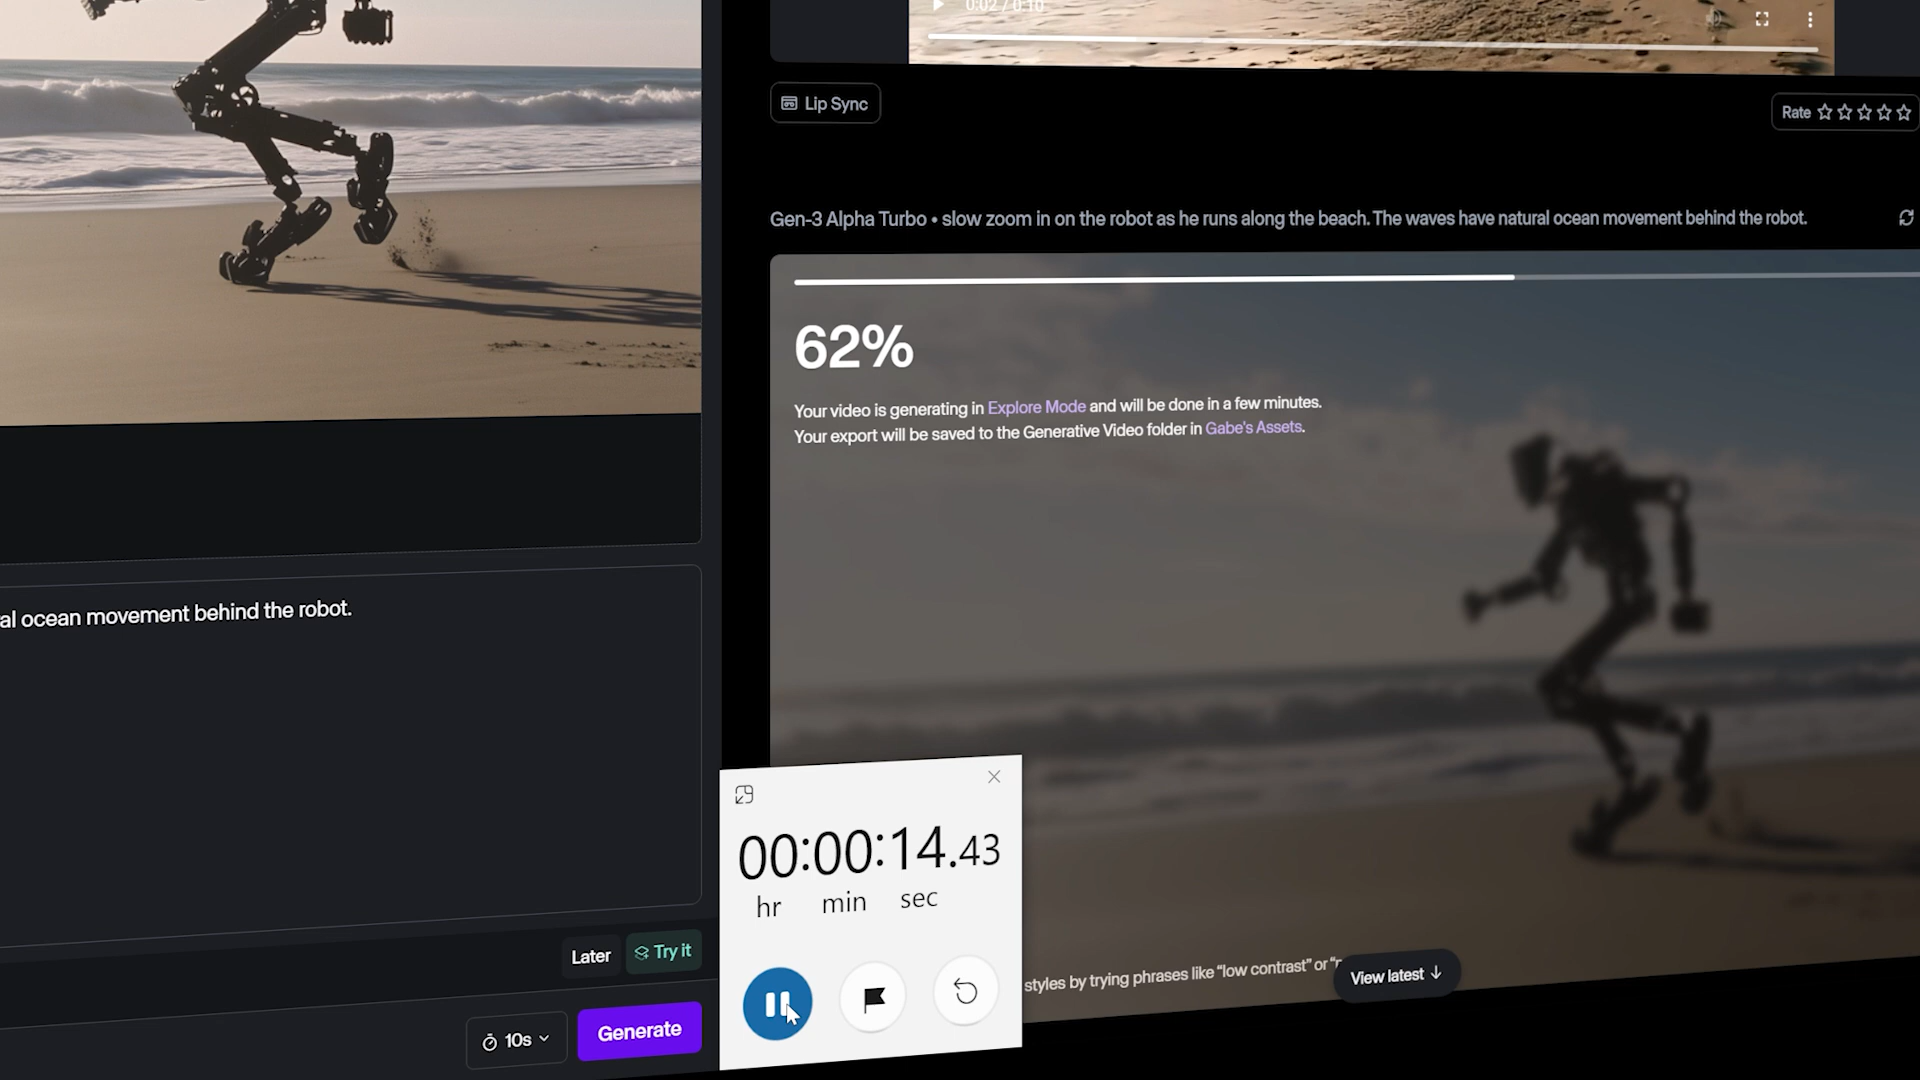 0:02 / 0:10
Lip Sync
Rate
Gen-3 Alpha Turbo • slow zoom in on the robot as he runs along the beach. The waves have natural ocean movement behind the robot.
62%
Your video is generating in Explore Mode and will be done in a few minutes.
Your export will be saved to the Generative Video folder in Gabe's Assets.
al ocean movement behind the robot.
00:00:14.43
hr min sec
Later Try it
styles by trying phrases like "low contrast" or
View latest
10s
Generate